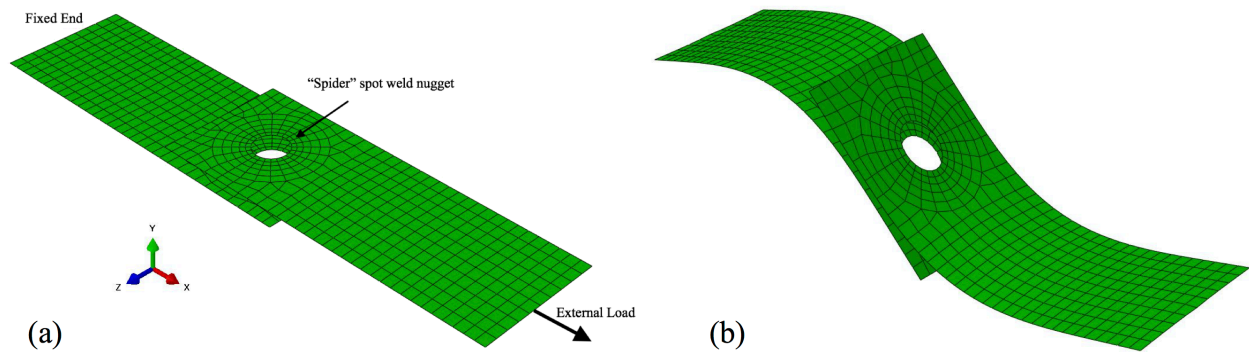 Fixed End
“Spider” spot weld nugget
Y
Z
X
External Load
(a)
(b)